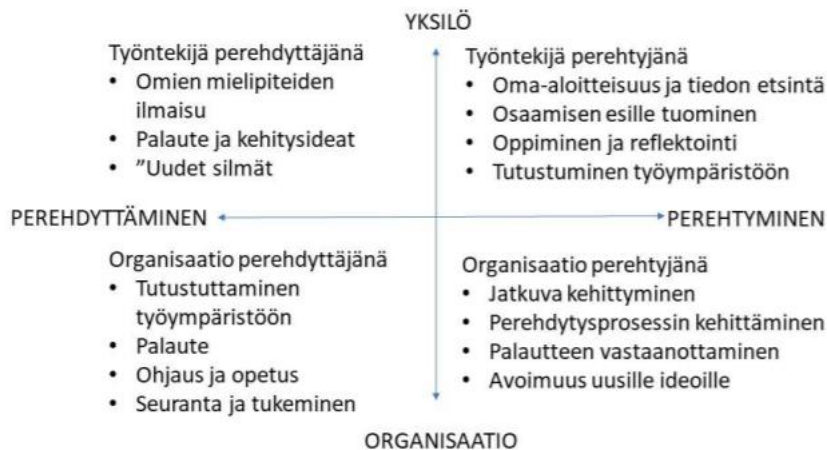 YKSILÖ
Työntekijä perehdyttäjänä
• Omien mielipiteiden
ilmaisu
• Palaute ja kehitysideat
• ”Uudet silmät
Työntekijä perehtyjänä
• Oma-aloitteisuus ja tiedon etsintä
• Osaamisen esille tuominen
• Oppiminen ja reflektointi
• Tutustuminen työympäristöön
PEREHDYTTÄMINEN
PEREHTYMINEN
Organisaatio perehdyttäjänä
• Tutustuttaminen
työympäristöön
• Palaute
• Ohjaus ja opetus
• Seuranta ja tukeminen
Organisaatio perehtyjänä
• Jatkuva kehittyminen
• Perehdytysprosessin kehittäminen
• Palautteen vastaanottaminen
• Avoimuus uusille ideoille
ORGANISAATIO